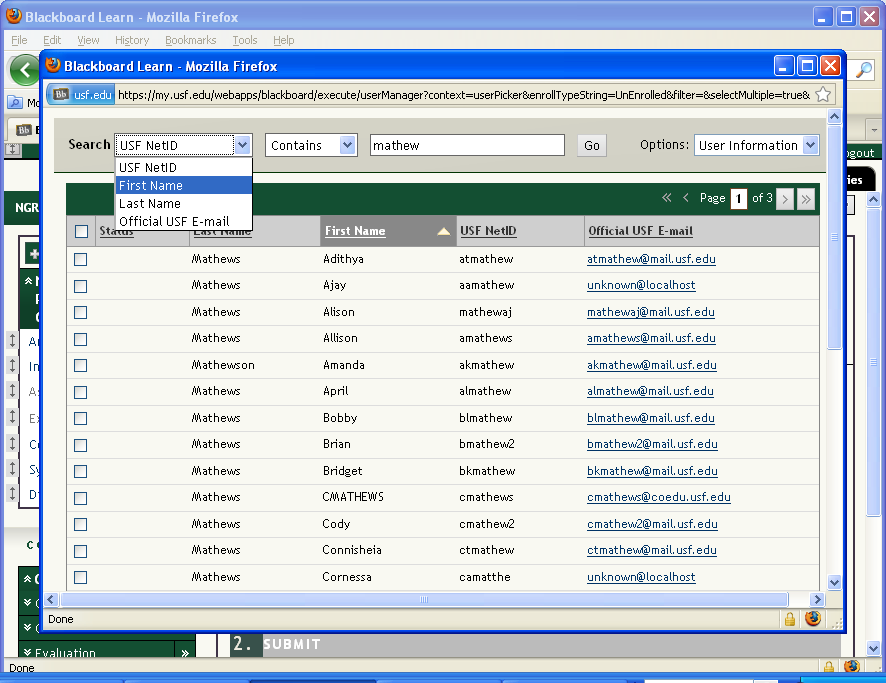 Blackboard Learn - Mozilla Firefox
File Edit View History Bookmarks Tools Help
Blackboard Learn - Mozilla Firefox
usf.edu https://my.usf.edu/webapps/blackboard/execute/userManager?context=userPicker&enrollTypeString=UnEnrolled&filter=&selectMultiple=true&
Search USF NetID Contains mathew Go Options: User Information
USF NetID
First Name
Last Name
Official USF E-mail
Page 1 of 3
Status Last Name First Name USF NetID Official USF E-mail
Mathews Adithya atmathew atmathew@mail.usf.edu
Mathews Ajay aamathew unknown@localhost
Mathews Alison mathewaj mathewaj@mail.usf.edu
Mathews Allison amathews amathews@mail.usf.edu
Mathewson Amanda akmathew akmathew@mail.usf.edu
Mathews April almathew almathew@mail.usf.edu
Mathews Bobby blmathew blmathew@mail.usf.edu
Mathews Brian bmathew2 bmathew2@mail.usf.edu
Mathews Bridget bkmathew bkmathew@mail.usf.edu
Mathews CMATHEWS cmathews cmathews@coedu.usf.edu
Mathews Cody cmathew2 cmathew2@mail.usf.edu
Mathews Connisheia ctmathew ctmathew@mail.usf.edu
Mathews Cornessa camatthe unknown@localhost
Done
NGR
Evaluation
2. SUBMIT
Done